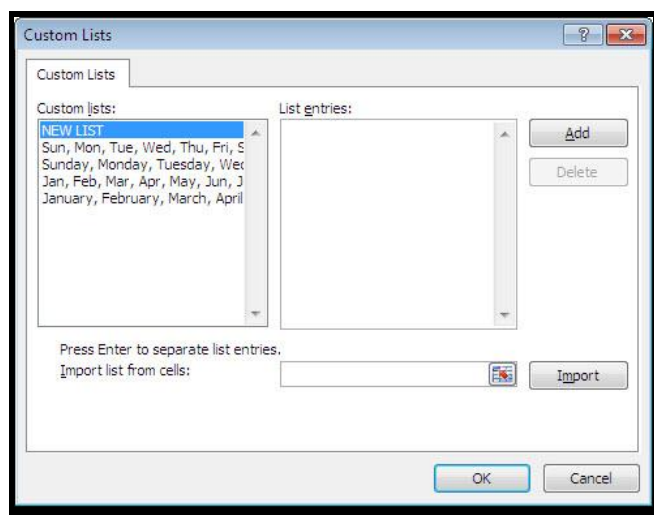 Custom Lists
Custom Lists
Custom lists:
List entries:
NEW LIST
Sun, Mon, Tue, Wed, Thu, Fri, S
Sunday, Monday, Tuesday, Wed
Jan, Feb, Mar, Apr, May, Jun, J
January, February, March, April
Add
Delete
Press Enter to separate list entries.
Import list from cells:
Import
OK
Cancel